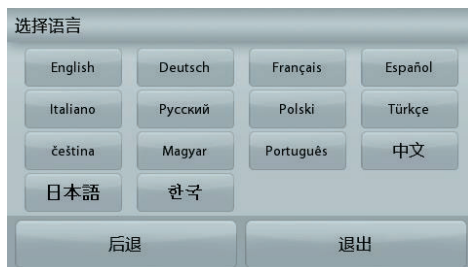 选择语言
English Deutsch Français Español
Italiano Русский Polski Türkçe
čeština Magyar Português 中文
日本語 한국
后退 退出